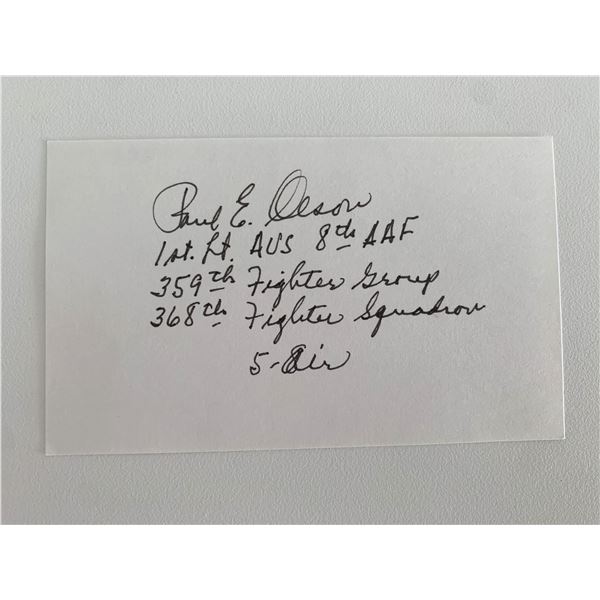 Paul E. Olson
1st. Lt. AUS 8th AAF
359th Fighter Group
368th Fighter Squadron
5-Air